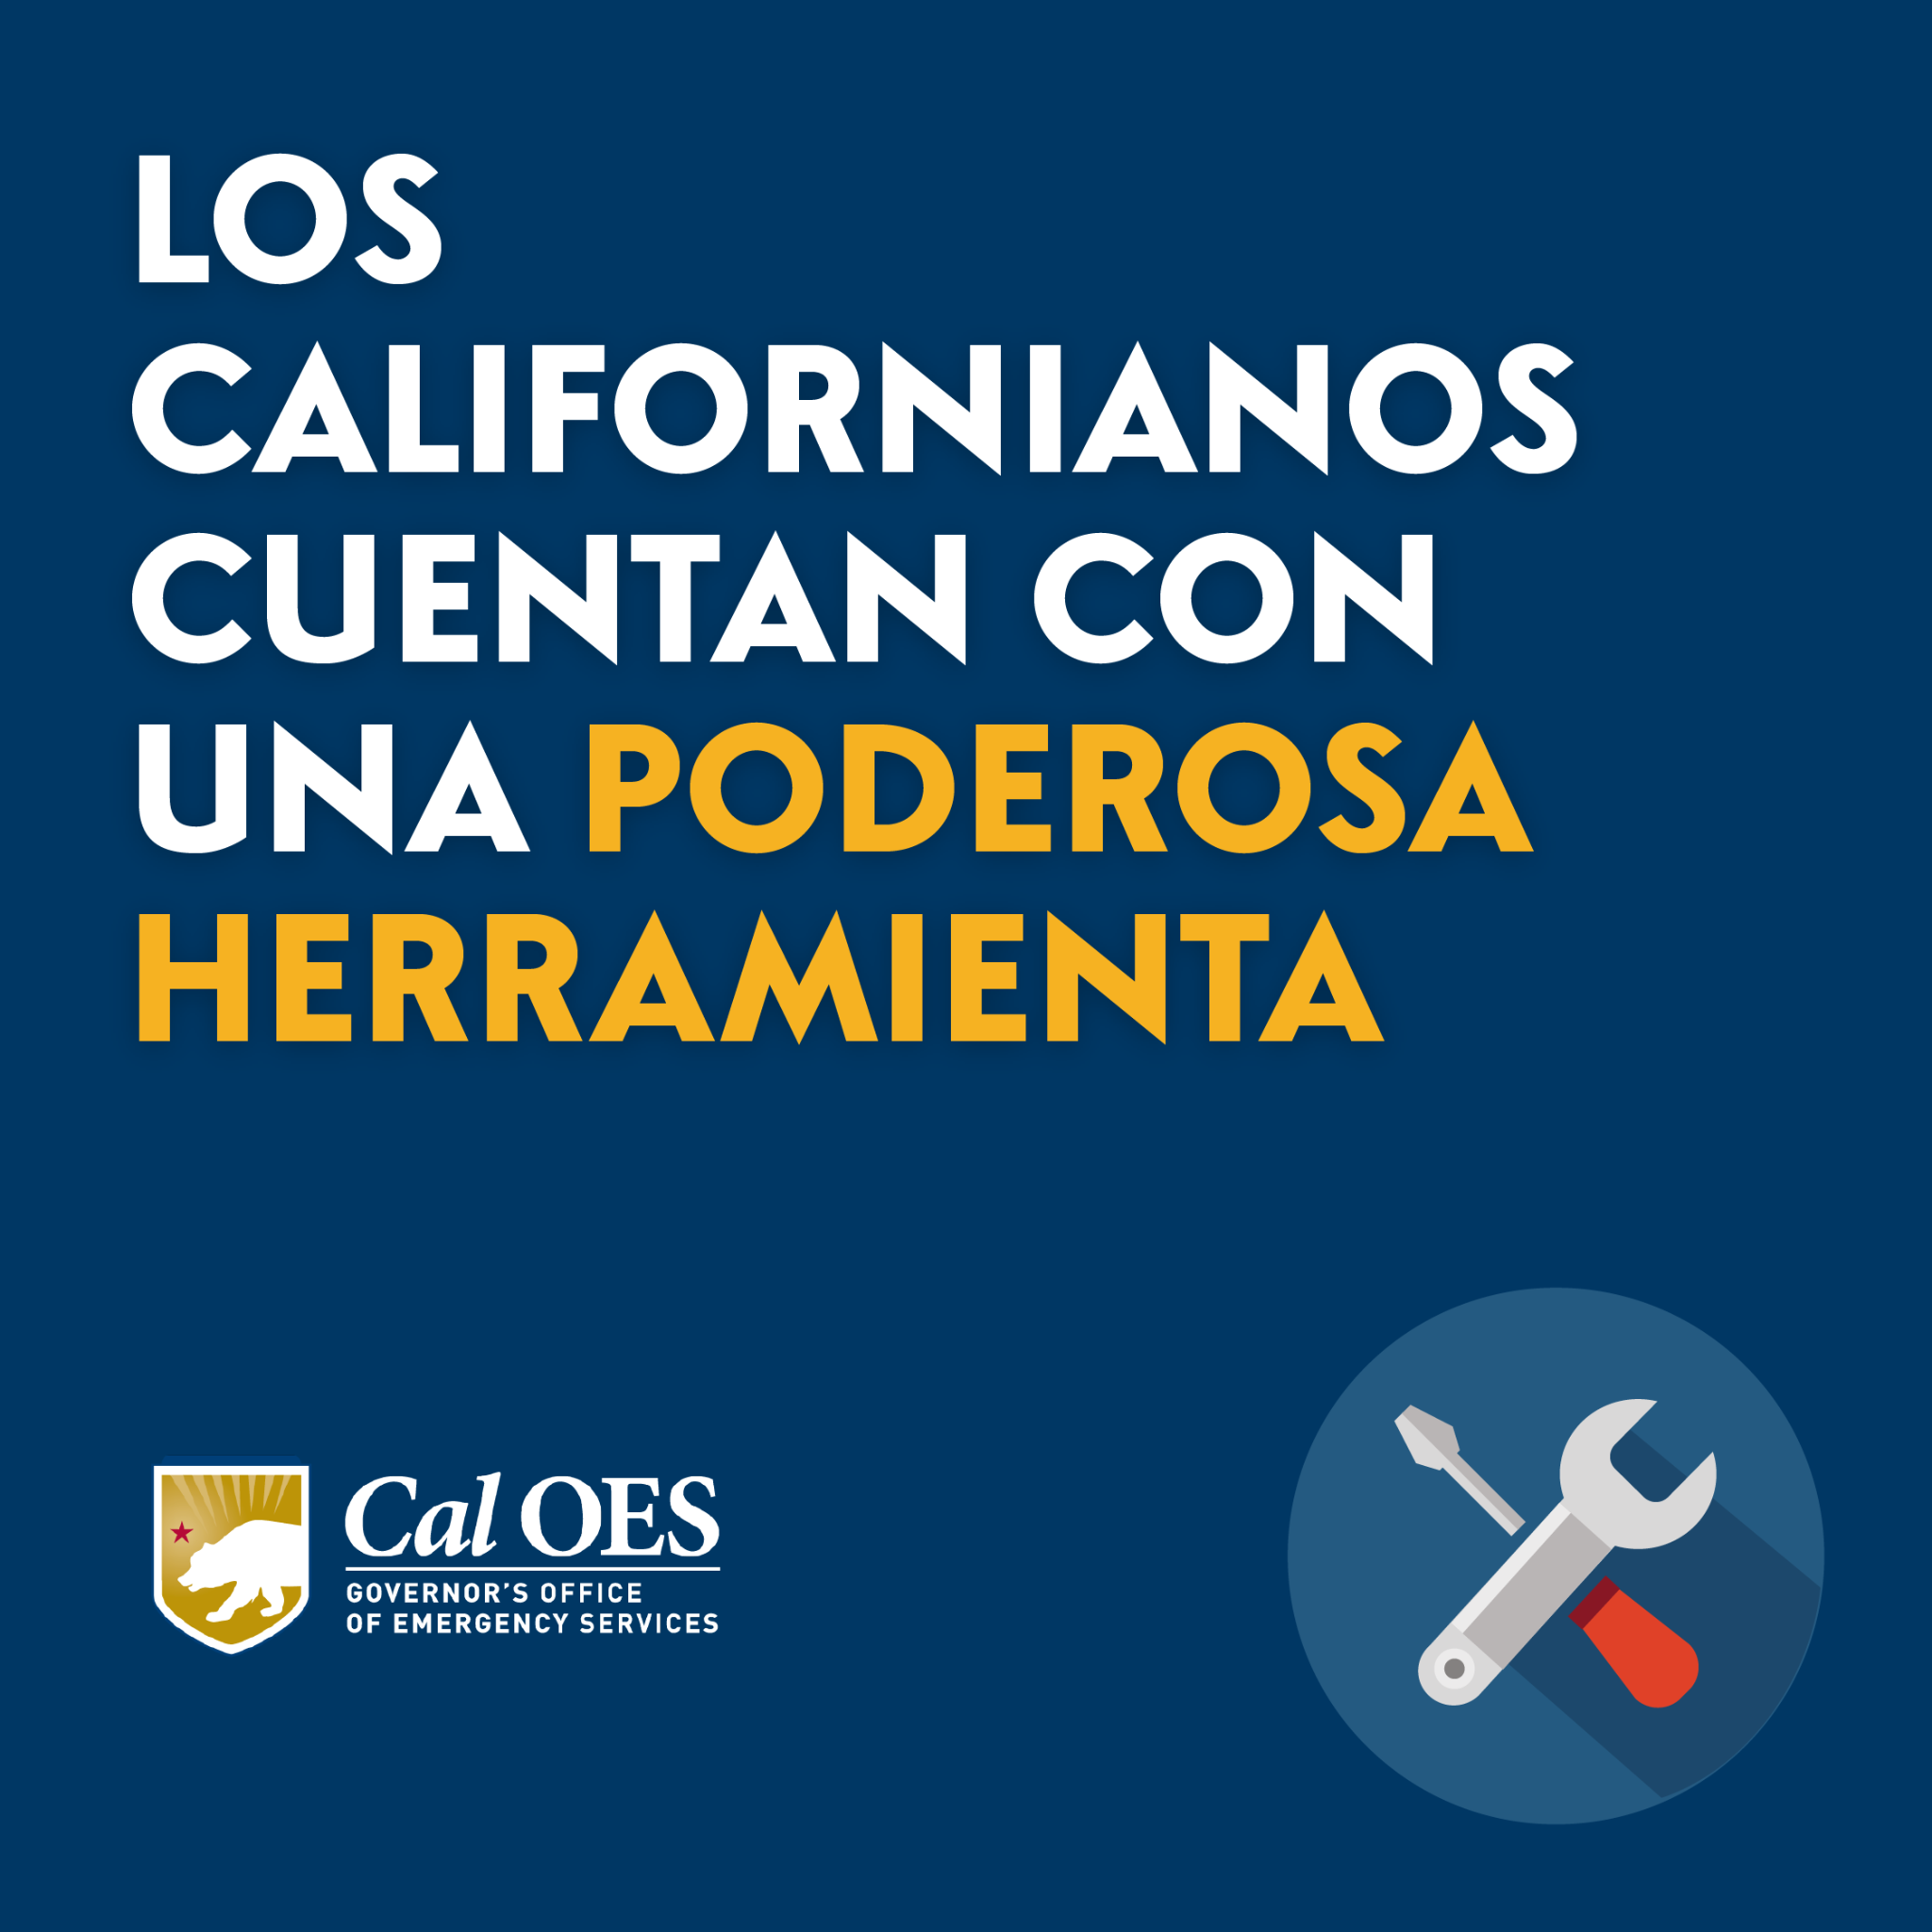 LOS
CALIFORNIANOS
CUENTAN CON
UNA PODEROSA
HERRAMIENTA
Cal OES
GOVERNOR'S OFFICE
OF EMERGENCY SERVICES